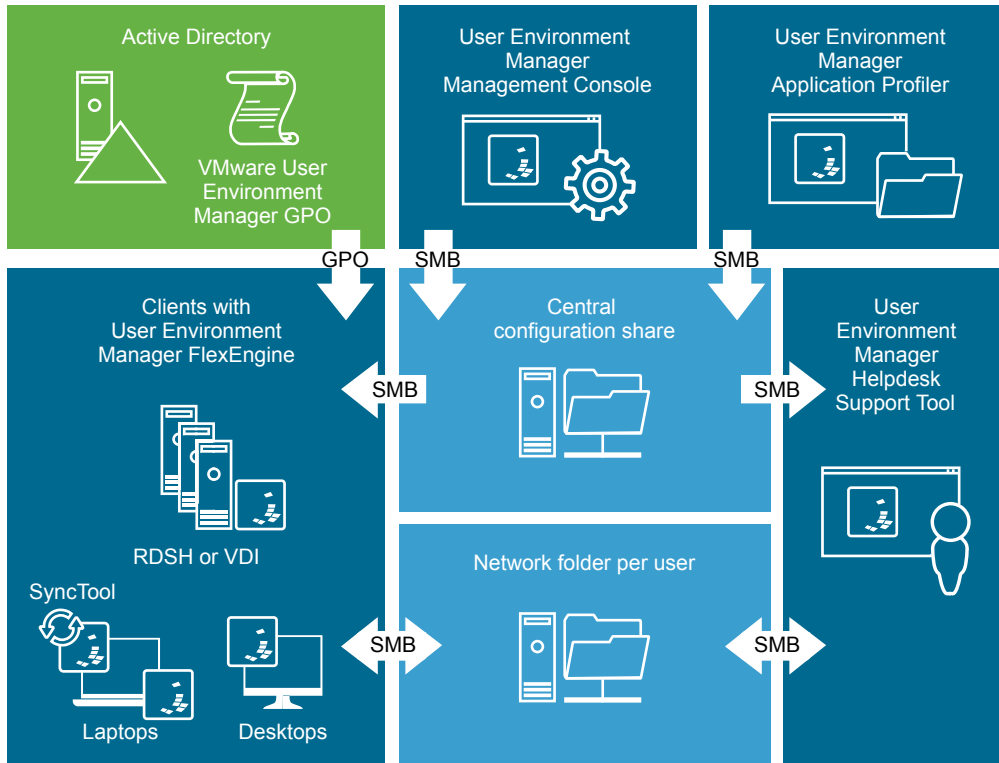 Active Directory
VMware User
Environment
Manager GPO
User Environment
Manager
Management Console
User Environment
Manager
Application Profiler
GPO
SMB
SMB
Clients with
User Environment
Manager FlexEngine
RDSH or VDI
SyncTool
Laptops
Desktops
SMB
Central
configuration share
SMB
User
Environment
Manager
Helpdesk
Support Tool
Network folder per user
SMB
SMB